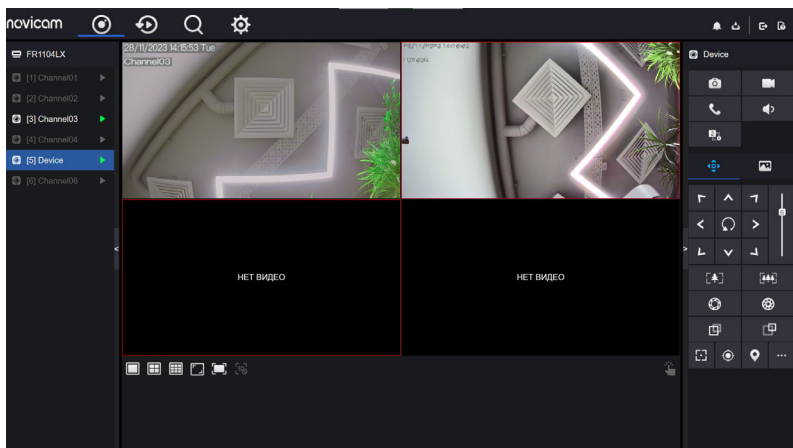 novicam
FR1104LX
Device
[1] Channel01
[2] Channel02
[3] Channel03
[4] Channel04
[5] Device
[6] Channel06
28/11/2023 14:15:53 Tue
Channel03
НЕТ ВИДЕО
НЕТ ВИДЕО